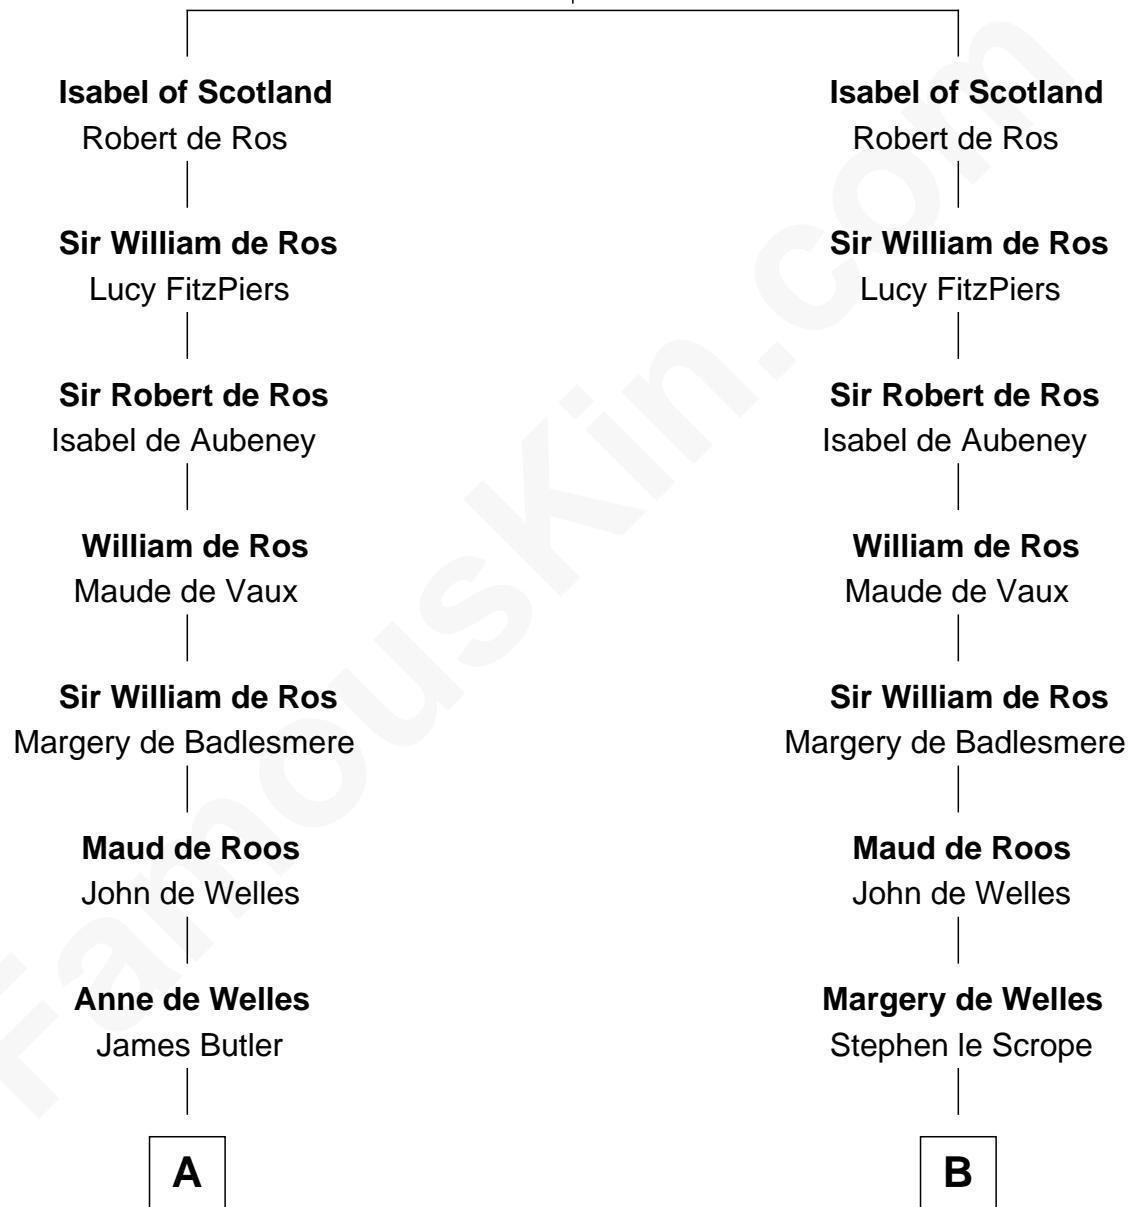 Isabel of Scotland
Robert de Ros
Sir William de Ros
Lucy FitzPiers
Sir Robert de Ros
Isabel de Aubeney
William de Ros
Maude de Vaux
Sir William de Ros
Margery de Badlesmere
Maud de Roos
John de Welles
Anne de Welles
James Butler
A
Isabel of Scotland
Robert de Ros
Sir William de Ros
Lucy FitzPiers
Sir Robert de Ros
Isabel de Aubeney
William de Ros
Maude de Vaux
Sir William de Ros
Margery de Badlesmere
Maud de Roos
John de Welles
Margery de Welles
Stephen le Scrope
B
FamousKin.com